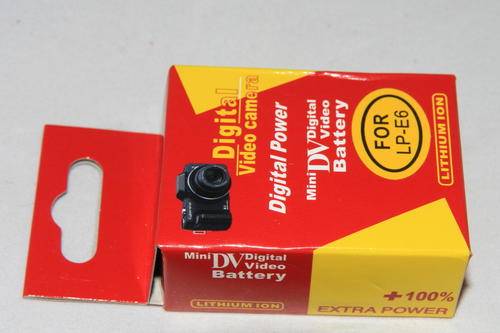 Digital
Video camera
Digital Power
Mini DV Digital
Video
Battery
FOR
LP-E6
LITHIUM ION
Mini DV Digital
Video
Battery
LITHIUM ION
+100%
EXTRA POWER